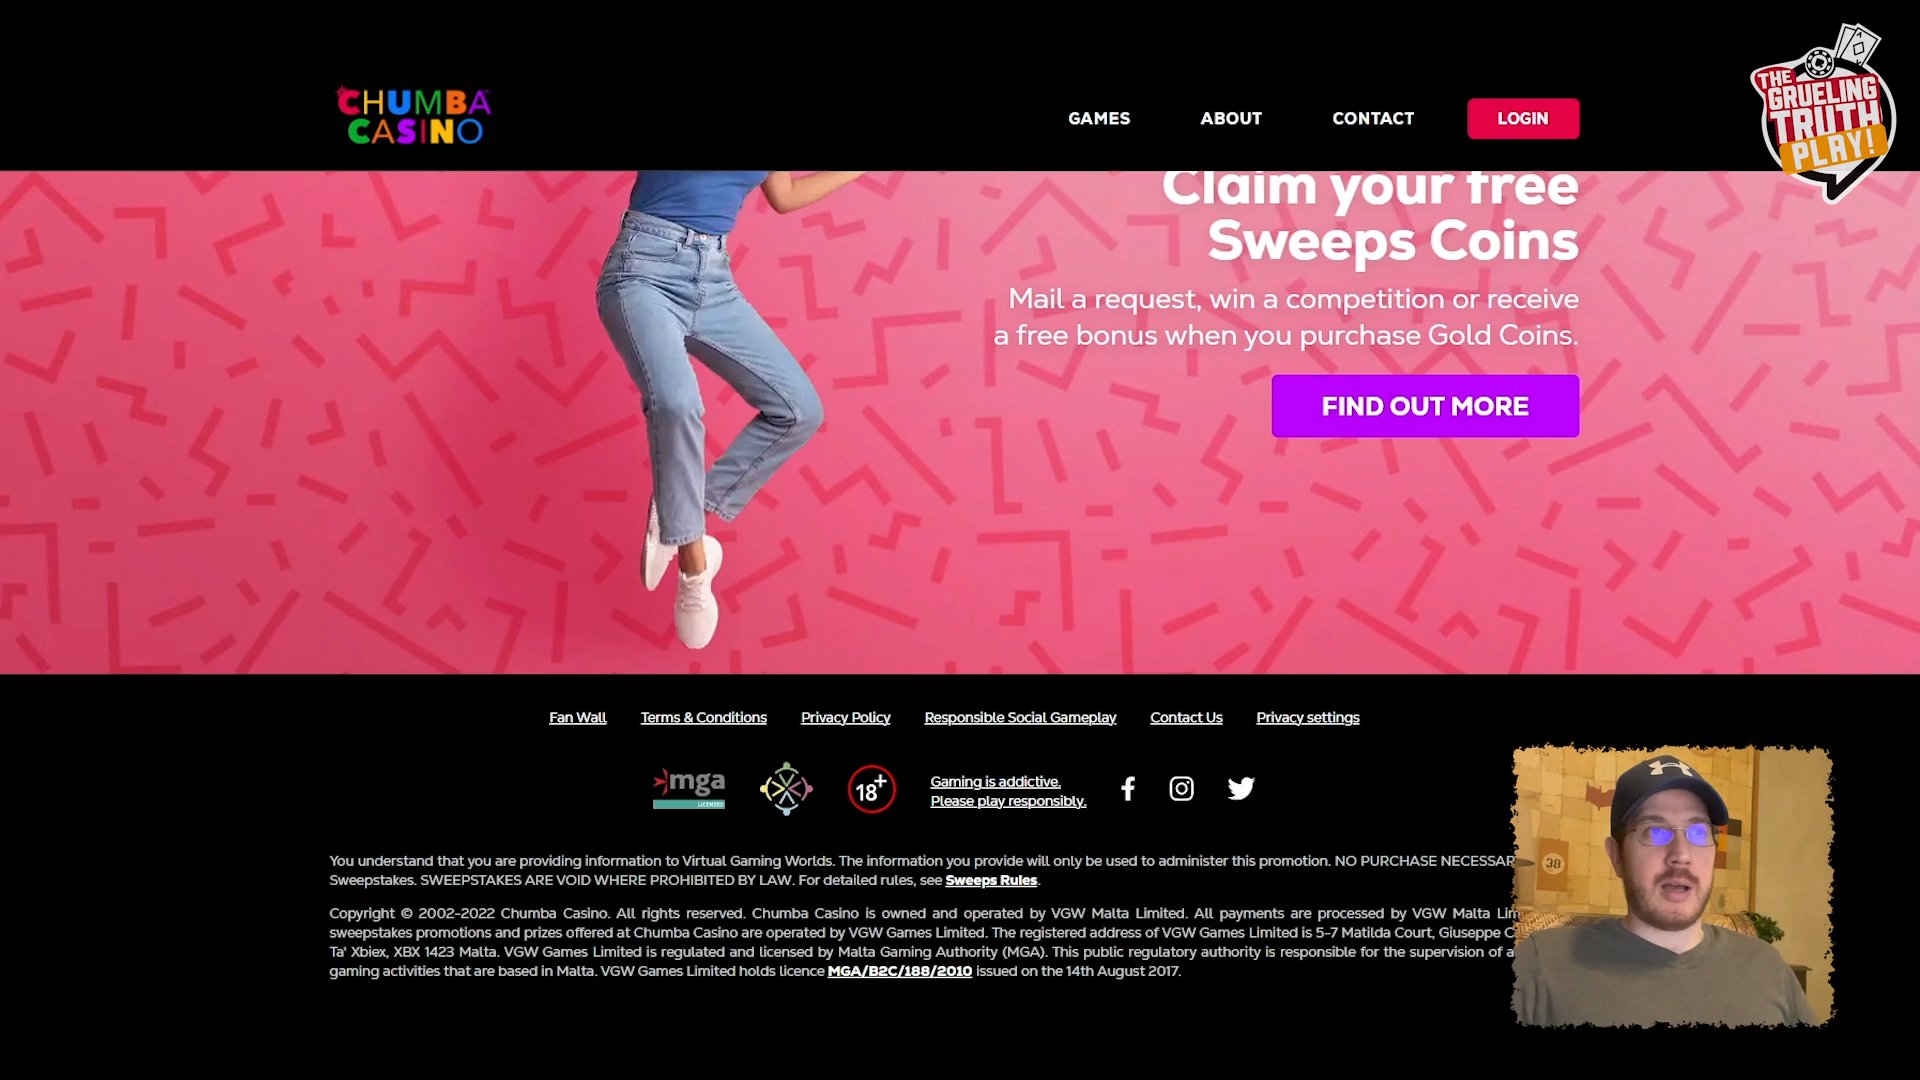 CHUMBA
CASINO
GAMES
ABOUT
CONTACT
LOGIN
THE
GRUELING
TRUTH
PLAY!
Claim your free
Sweeps Coins
Mail a request, win a competition or receive
a free bonus when you purchase Gold Coins.
FIND OUT MORE
Fan Wall
Terms & Conditions
Privacy Policy
Responsible Social Gameplay
Contact Us
Privacy settings
mga
LICENSED
18+
Gaming is addictive.
Please play responsibly.
You understand that you are providing information to Virtual Gaming Worlds. The information you provide will only be used to administer this promotion. NO PURCHASE NECESSAR
Sweepstakes. SWEEPSTAKES ARE VOID WHERE PROHIBITED BY LAW. For detailed rules, see Sweeps Rules.
Copyright © 2002-2022 Chumba Casino. All rights reserved. Chumba Casino is owned and operated by VGW Malta Limited. All payments are processed by VGW Malta Lim
sweepstakes promotions and prizes offered at Chumba Casino are operated by VGW Games Limited. The registered address of VGW Games Limited is 5-7 Matilda Court, Giuseppe C
Ta' Xbiex, XBX 1423 Malta. VGW Games Limited is regulated and licensed by Malta Gaming Authority (MGA). This public regulatory authority is responsible for the supervision of a
gaming activities that are based in Malta. VGW Games Limited holds licence MGA/B2C/188/2010 issued on the 14th August 2017.
38